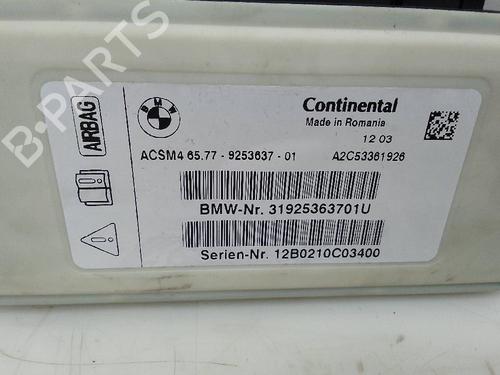 B-PARTS
AIRBAG
BMW
Continental
Made in Romania
12 03
ACSM4 65.77 - 9253637 - 01 A2C53361926
BMW-Nr. 31925363701U
Serien-Nr. 12B0210C03400